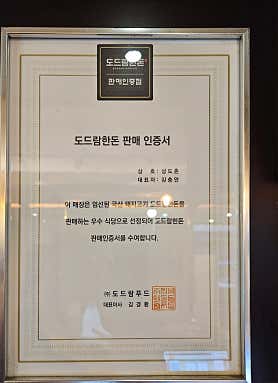 도드람한돈
판매인증점
도드람한돈 판매 인증서
상 호 :
대표자 :
이 매장은 엄선된 국산 돼지고기 도드람한돈을
판매하는 우수 식당으로 선정되어 도드람한돈
판매인증서를 수여합니다.
㈜ 도드람푸드
대표이사 김 경 환